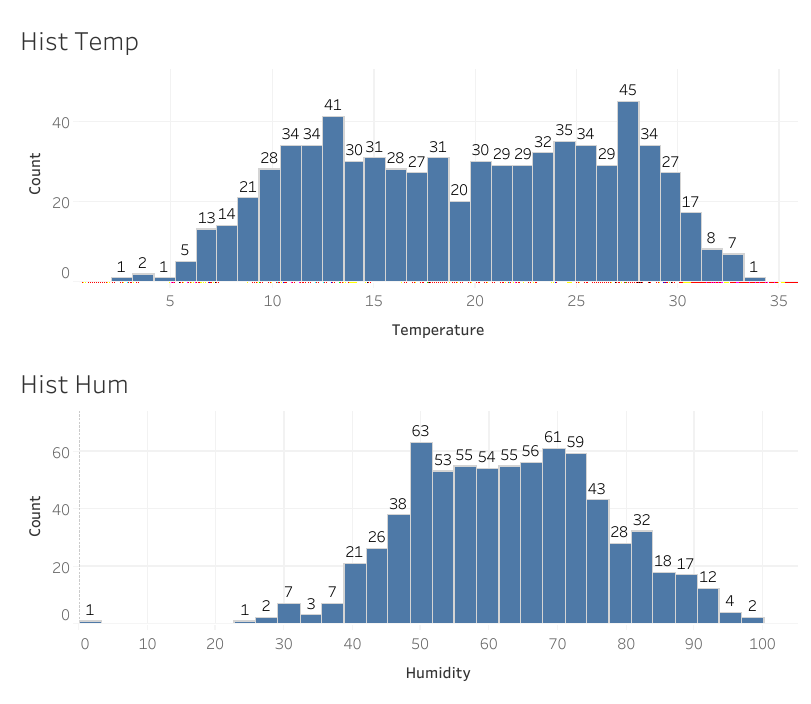 Hist Temp
Count
40
20
0
1 2 1 5 13 14 21 28 34 34 41 30 31 28 27 31 20 30 29 29 32 35 34 29 45 34 27 17 8 7 1
5 10 15 20 25 30 35
Temperature
Hist Hum
Count
60
40
20
0
1 1 2 7 3 7 21 26 38 63 53 55 54 55 56 61 59 43 28 32 18 17 12 4 2
0 10 20 30 40 50 60 70 80 90 100
Humidity